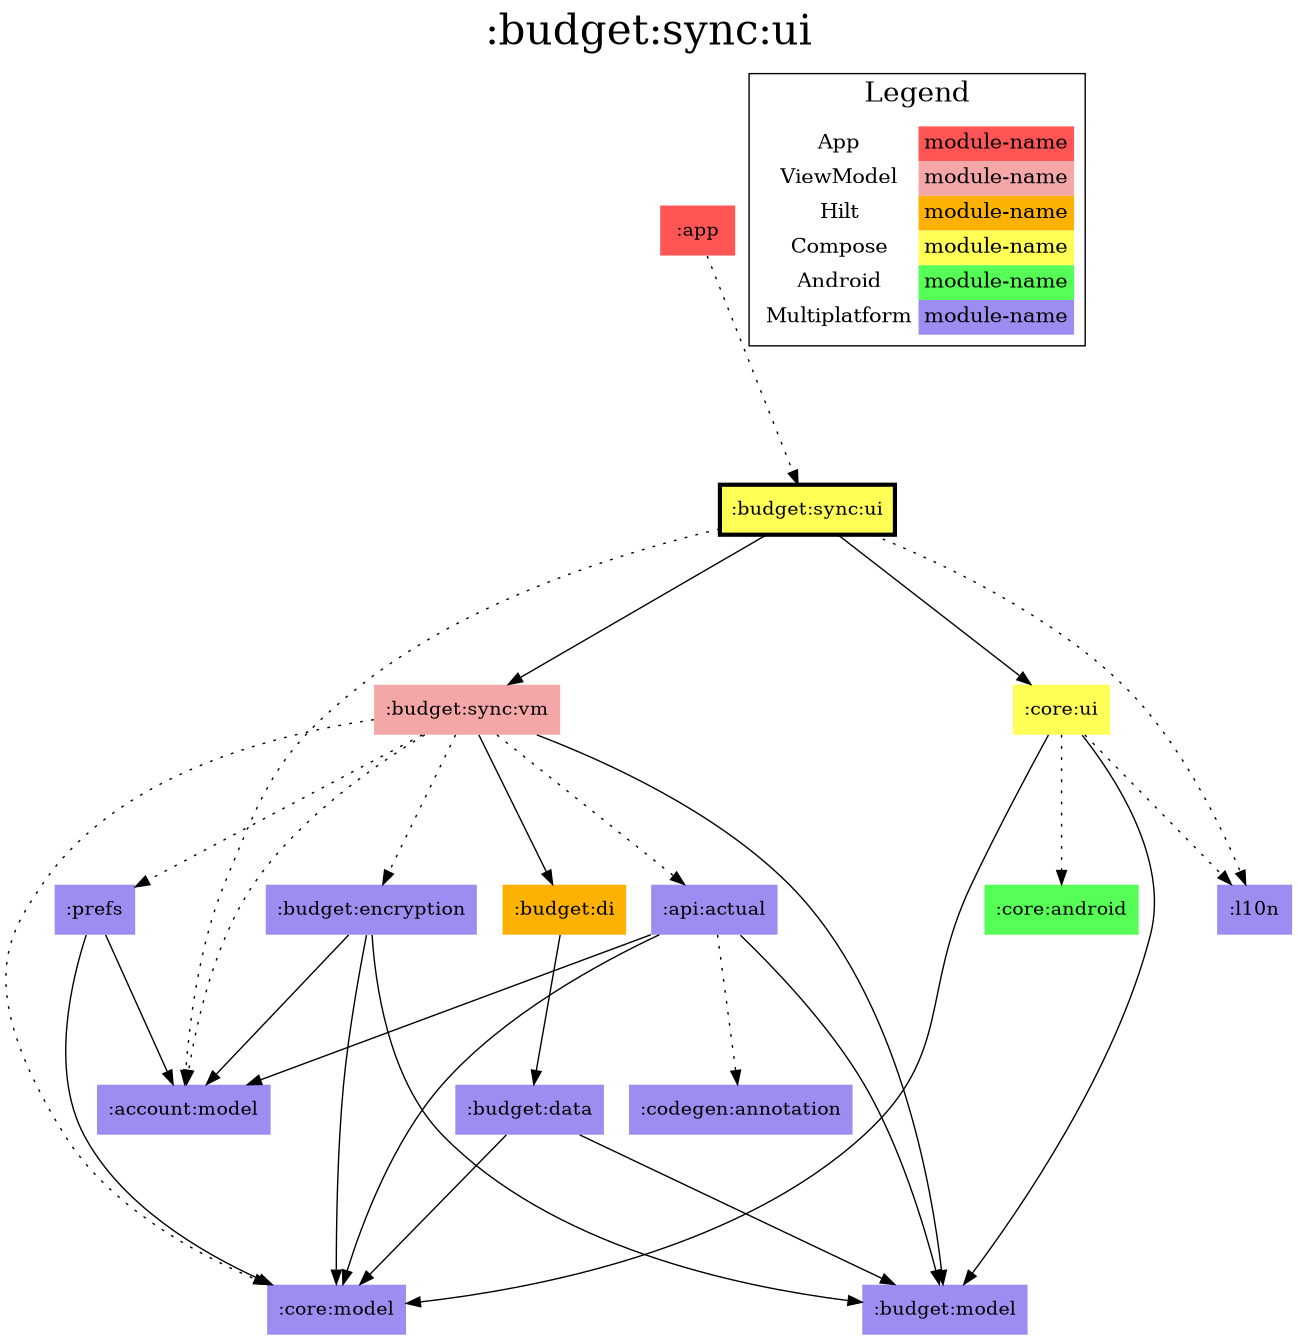 :budget:sync:ui
Legend
App module-name
ViewModel module-name
Hilt module-name
Compose module-name
Android module-name
Multiplatform module-name
:app
:budget:sync:ui
:budget:sync:vm
:core:ui
:prefs
:budget:encryption
:budget:di
:api:actual
:core:android
:l10n
:account:model
:budget:data
:codegen:annotation
:core:model
:budget:model